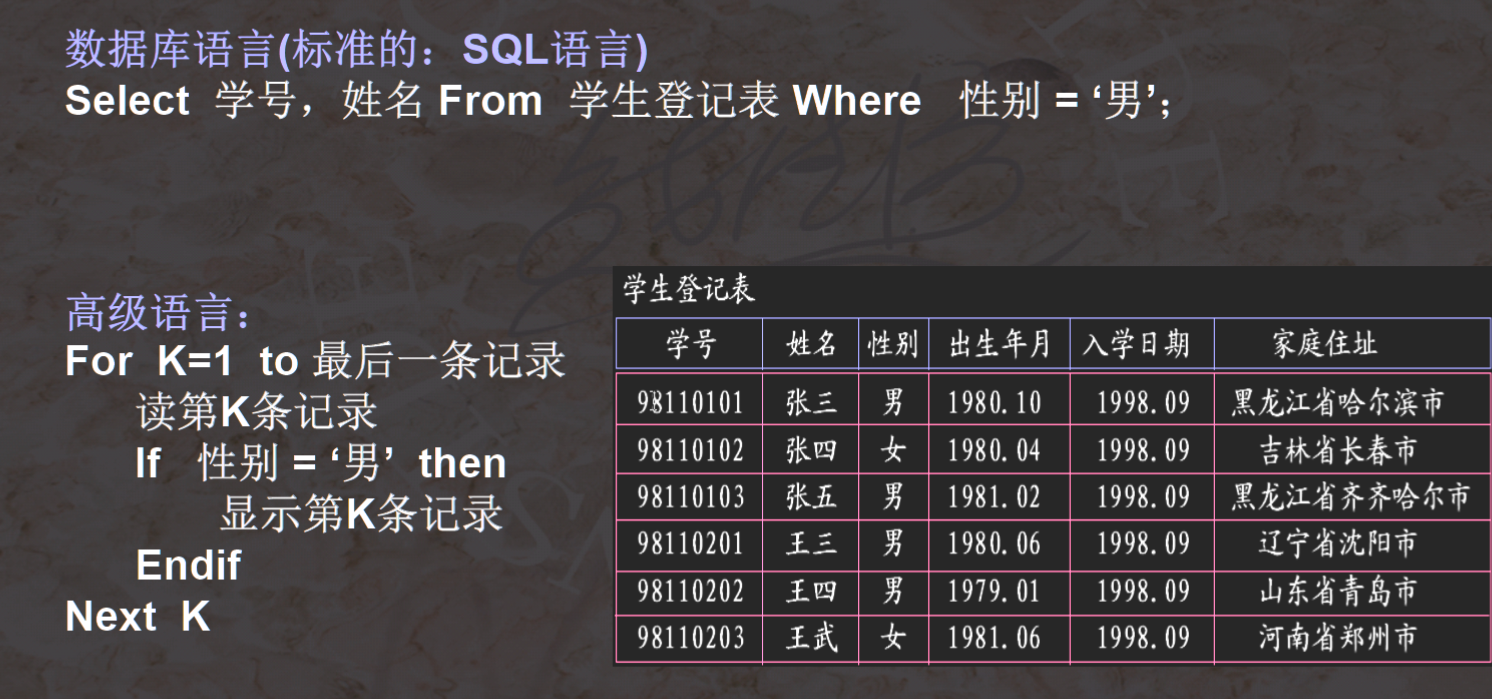 数据库语言(标准的：SQL语言)
Select 学号，姓名 From 学生登记表 Where 性别 = ‘男’；
高级语言：
For K=1 to 最后一条记录
读第K条记录
If 性别 = ‘男’ then
显示第K条记录
Endif
Next K
学生登记表
学号 姓名 性别 出生年月 入学日期 家庭住址
98110101 张三 男 1980.10 1998.09 黑龙江省哈尔滨市
98110102 张四 女 1980.04 1998.09 吉林省长春市
98110103 张五 男 1981.02 1998.09 黑龙江省齐齐哈尔市
98110201 王三 男 1980.06 1998.09 辽宁省沈阳市
98110202 王四 男 1979.01 1998.09 山东省青岛市
98110203 王武 女 1981.06 1998.09 河南省郑州市